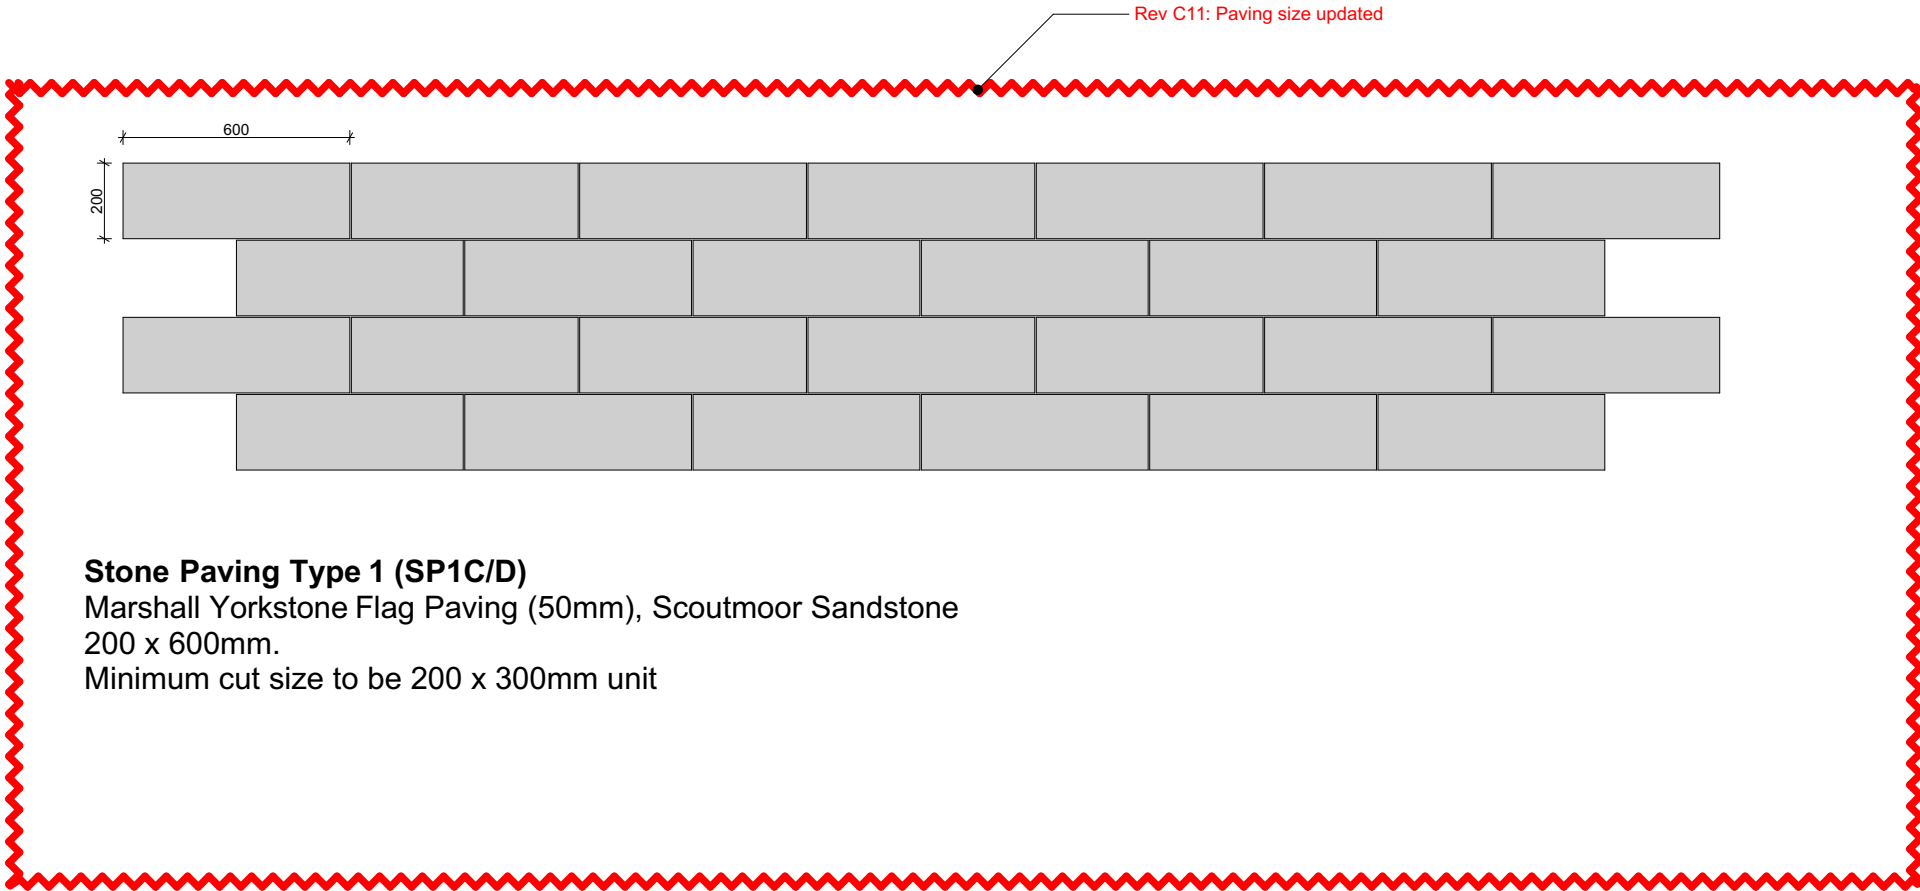 Rev C11: Paving size updated
600
200
Stone Paving Type 1 (SP1C/D)
Marshall Yorkstone Flag Paving (50mm), Scoutmoor Sandstone
200 x 600mm.
Minimum cut size to be 200 x 300mm unit